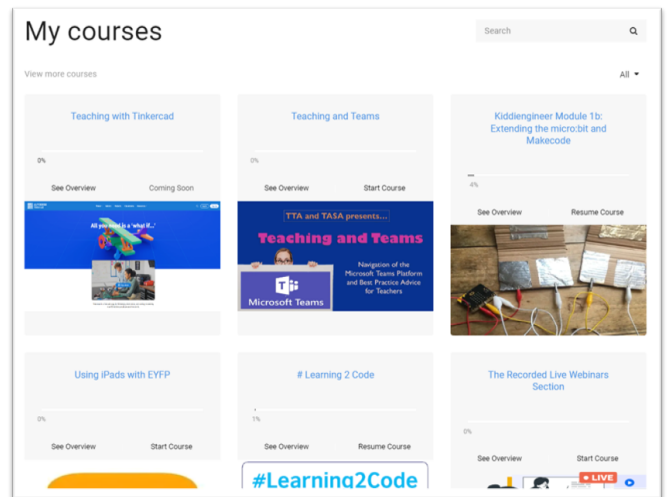 My courses
Search
View more courses
All
Teaching with Tinkercad
0%
See Overview
Coming Soon
All you need is a 'what if...'
Teaching and Teams
0%
See Overview
Start Course
TTA and TASA presents...
Teaching and Teams
Navigation of the
Microsoft Teams Platform
and Best Practice Advice
for Teachers
Microsoft Teams
Kiddiengineer Module 1b:
Extending the micro:bit and
Makecode
4%
See Overview
Resume Course
Using iPads with EYFP
0%
See Overview
Start Course
# Learning 2 Code
1%
See Overview
Resume Course
#Learning2Code
The Recorded Live Webinars
Section
0%
See Overview
Start Course
LIVE